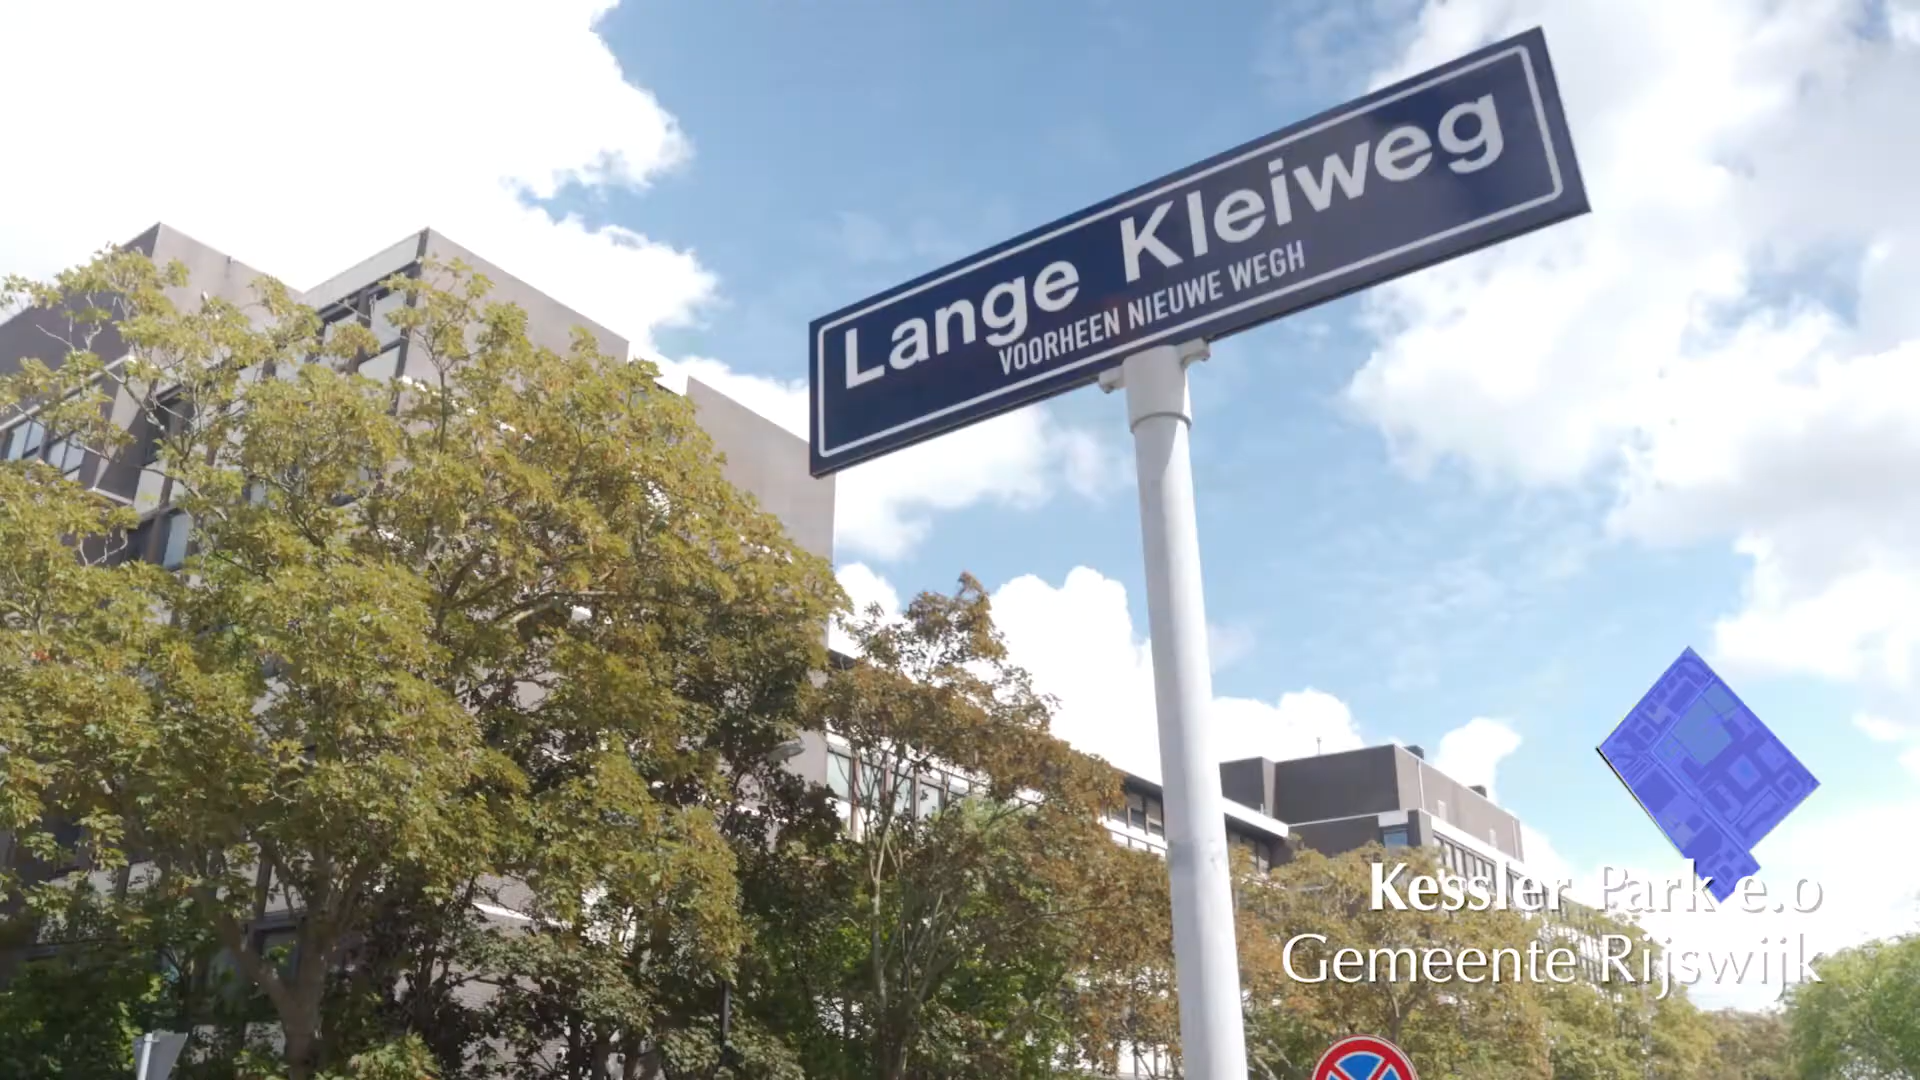 Lange Kleiweg
VOORHEEN NIEUWE WEGH
Kessler Park e.o
Gemeente Rijswijk